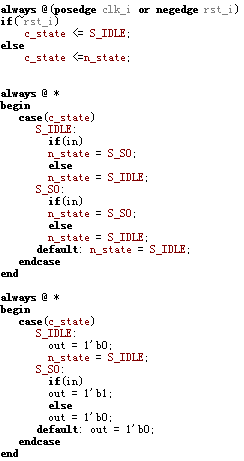 always @(posedge clk_i or negedge rst_i)
if(~rst_i)
    c_state <= S_IDLE;
else
    c_state <=n_state;

always @ *
begin
    case(c_state)
        S_IDLE:
            if(in)
            n_state = S_SO;
            else
            n_state = S_IDLE;
        S_SO:
            if(in)
            n_state = S_SO;
            else
            n_state = S_IDLE;
        default: n_state = S_IDLE;
    endcase
end

always @ *
begin
    case(c_state)
        S_IDLE:
            out = 1'b0;
            n_state = S_IDLE;
        S_SO:
            if(in)
            out = 1'b1;
            else
            out = 1'b0;
        default: out = 1'b0;
    endcase
end